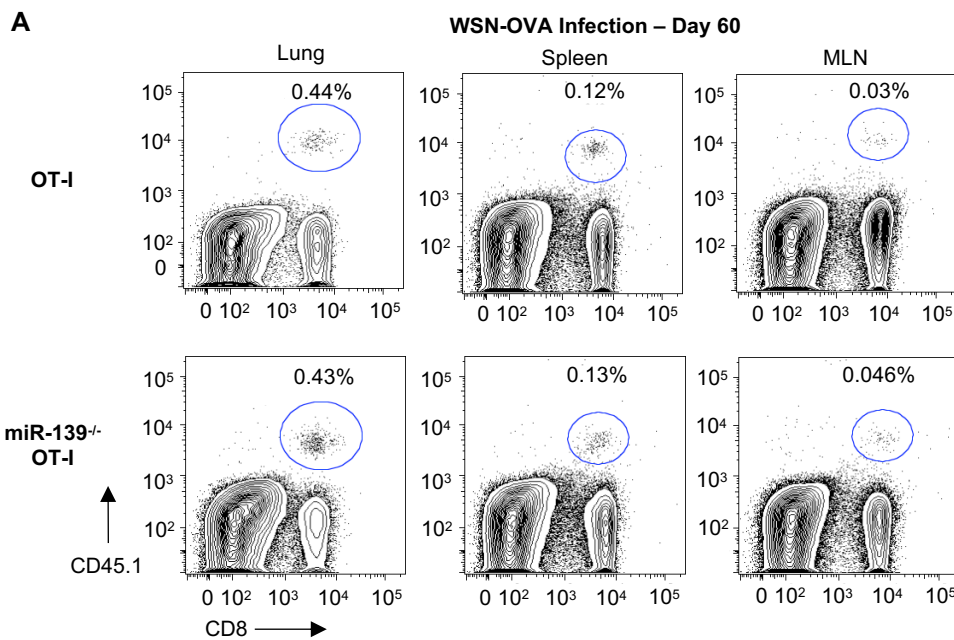 A
WSN-OVA Infection – Day 60
Lung Spleen MLN
OT-I
0.44% 0.12% 0.03%
10⁵ 10⁵ 10⁵
10⁴ 10⁴ 10⁴
10³ 10³ 10³
10² 10² 10²
0
0 10² 10³ 10⁴ 10⁵ 0 10² 10³ 10⁴ 10⁵ 0 10² 10³ 10⁴ 10⁵
miR-139⁻/⁻
OT-I
0.43% 0.13% 0.046%
10⁵ 10⁵ 10⁵
10⁴ 10⁴ 10⁴
10³ 10³ 10³
10² 10² 10²
CD45.1
0 10² 10³ 10⁴ 10⁵ 0 10² 10³ 10⁴ 10⁵ 0 10² 10³ 10⁴ 10⁵
CD8